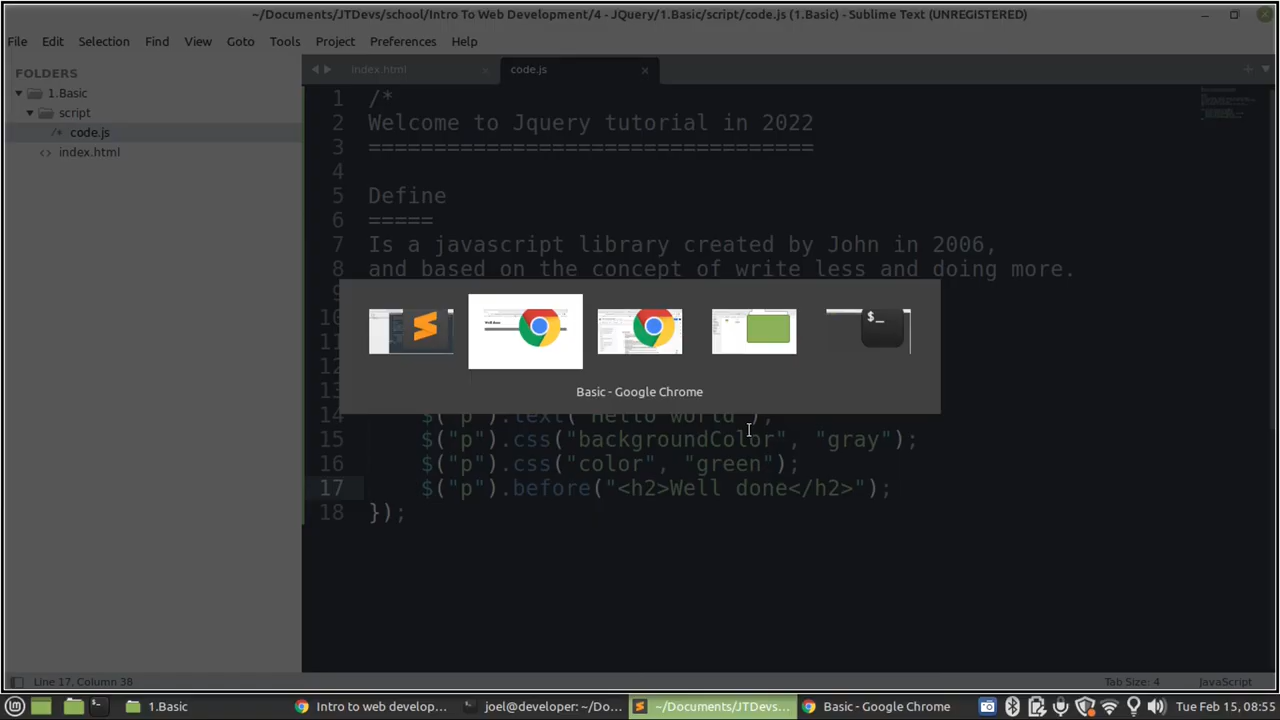 ~/Documents/JTDevs/school/Intro To Web Development/4 - JQuery/1.Basic/script/code.js (1.Basic) - Sublime Text (UNREGISTERED)
File Edit Selection Find View Goto Tools Project Preferences Help
FOLDERS
1.Basic
script
/* code.js
<> index.html
index.html
code.js
1 /*
2 Welcome to Jquery tutorial in 2022
3 ==================================
4
5 Define
6 =====
7 Is a javascript library created by John in 2006,
8 and based on the concept of write less and doing more.
$_
Basic - Google Chrome
14 $("p").text("Hello world");
15 $("p").css("backgroundColor", "gray");
16 $("p").css("color", "green");
17 $("p").before("<h2>Well done</h2>");
18 });
Line 17, Column 38
Tab Size: 4
JavaScript
1.Basic
Intro to web develop...
joel@developer: ~/Do...
~/Documents/JTDevs...
Basic - Google Chrome
Tue Feb 15, 08:55